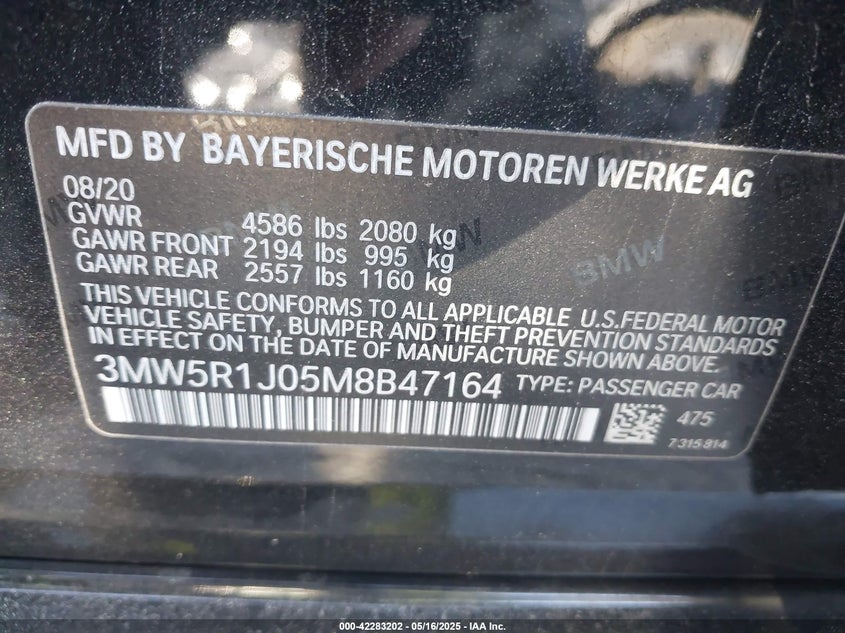 MFD BY BAYERISCHE MOTOREN WERKE AG
08/20
GVWR 4586 lbs 2080 kg
GAWR FRONT 2194 lbs 995 kg
GAWR REAR 2557 lbs 1160 kg
THIS VEHICLE CONFORMS TO ALL APPLICABLE U.S. FEDERAL MOTOR
VEHICLE SAFETY, BUMPER AND THEFT PREVENTION STANDARDS
IN EFFECT ON THE DATE OF MANUFACTURE SHOWN ABOVE.
3MW5R1J05M8B47164 TYPE: PASSENGER CAR
475
7 315 814
BMW
000-42283202 - 05/16/2025 - IAA Inc.